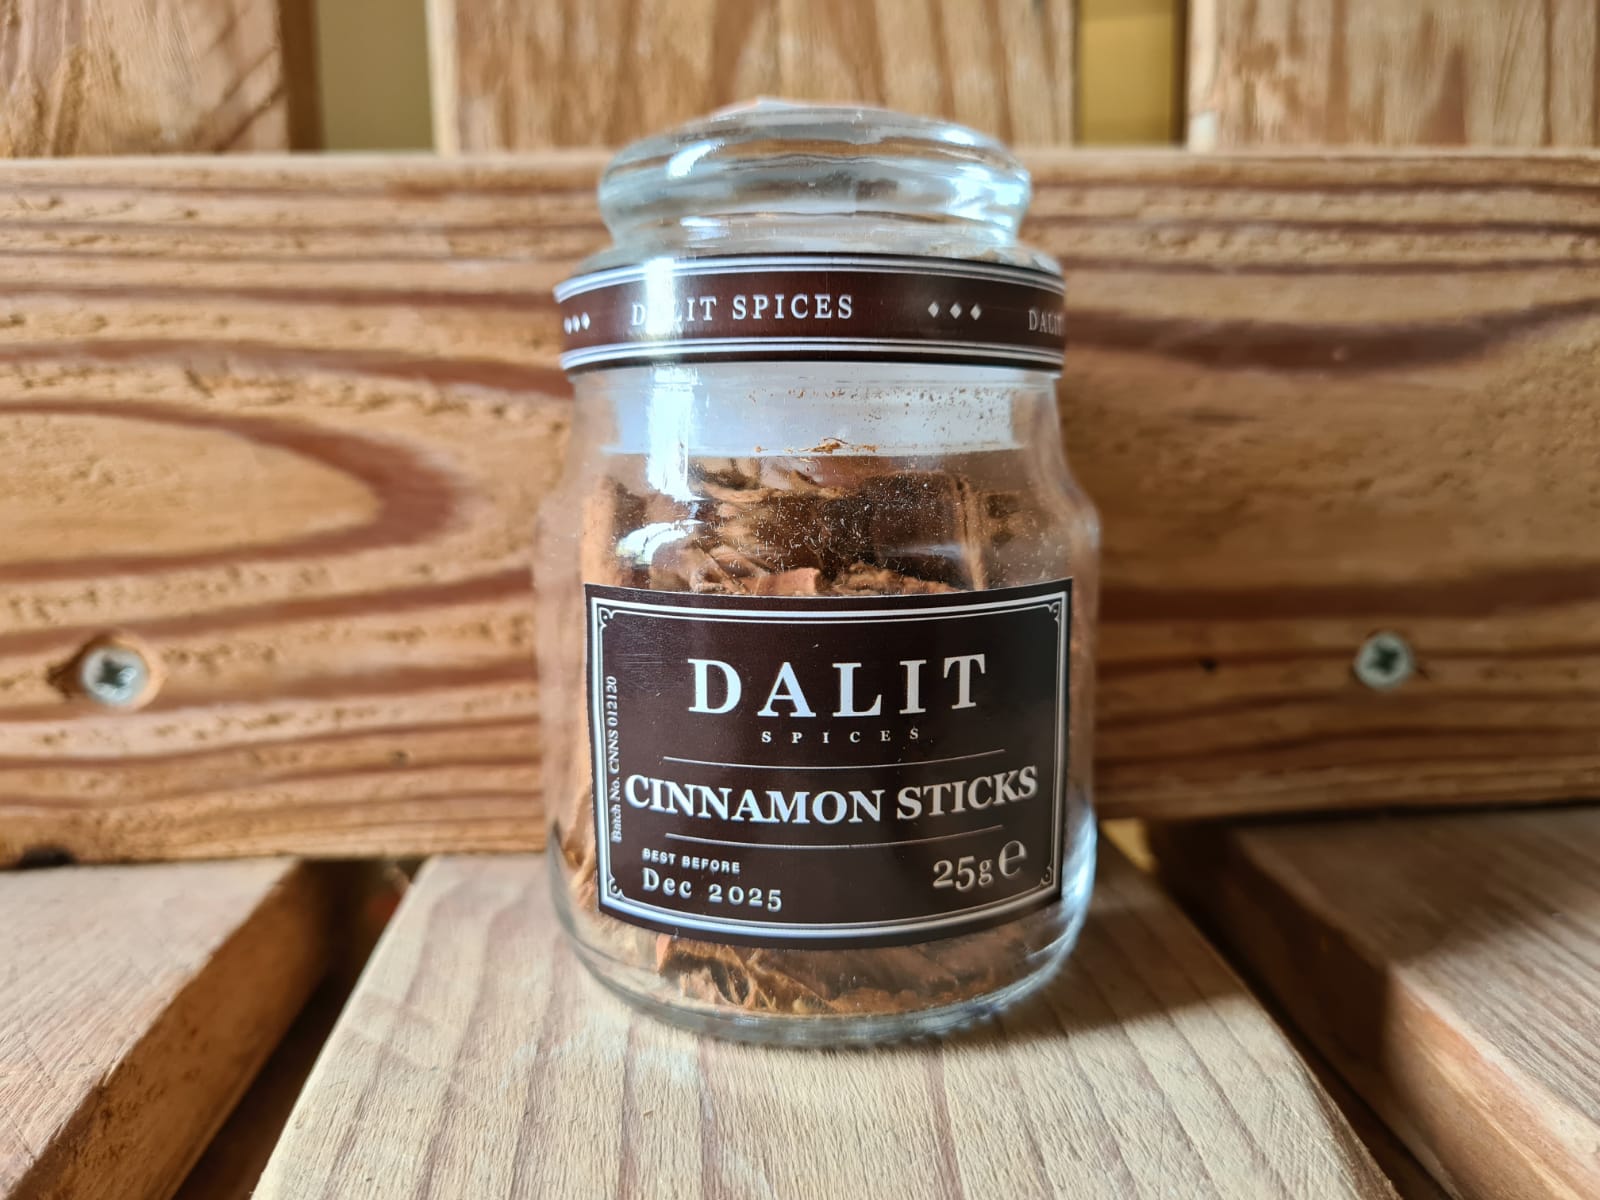 DALIT SPICES
DALIT
SPICES
CINNAMON STICKS
Batch No. CNNS 012120
BEST BEFORE
Dec 2025
25g ℮